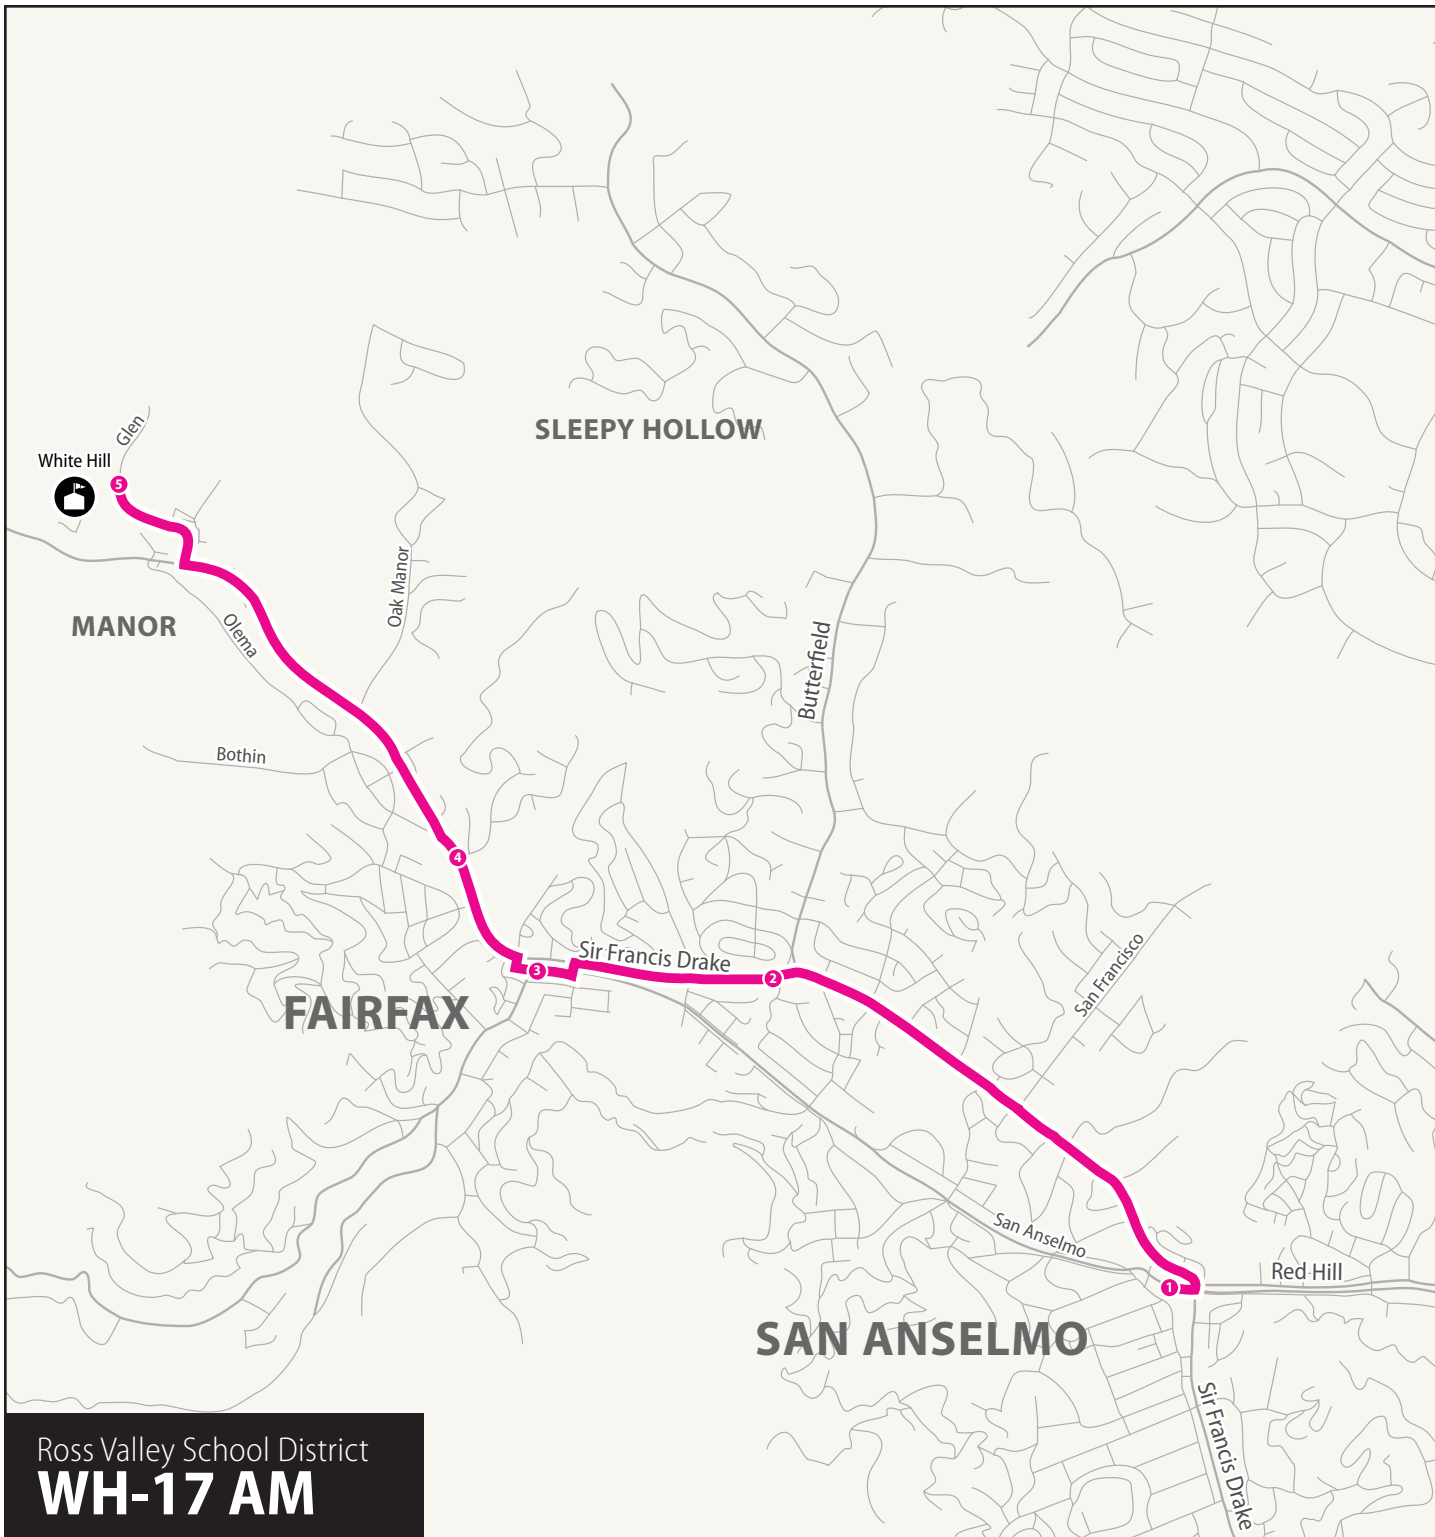 SLEEPY HOLLOW
Glen
White Hill
5
Oak Manor
MANOR
Olema
Butterfield
Bothin
4
Sir Francis Drake
3
2
San Francisco
FAIRFAX
San Anselmo
Red Hill
1
SAN ANSELMO
Sir Francis Drake
Ross Valley School District
WH-17 AM